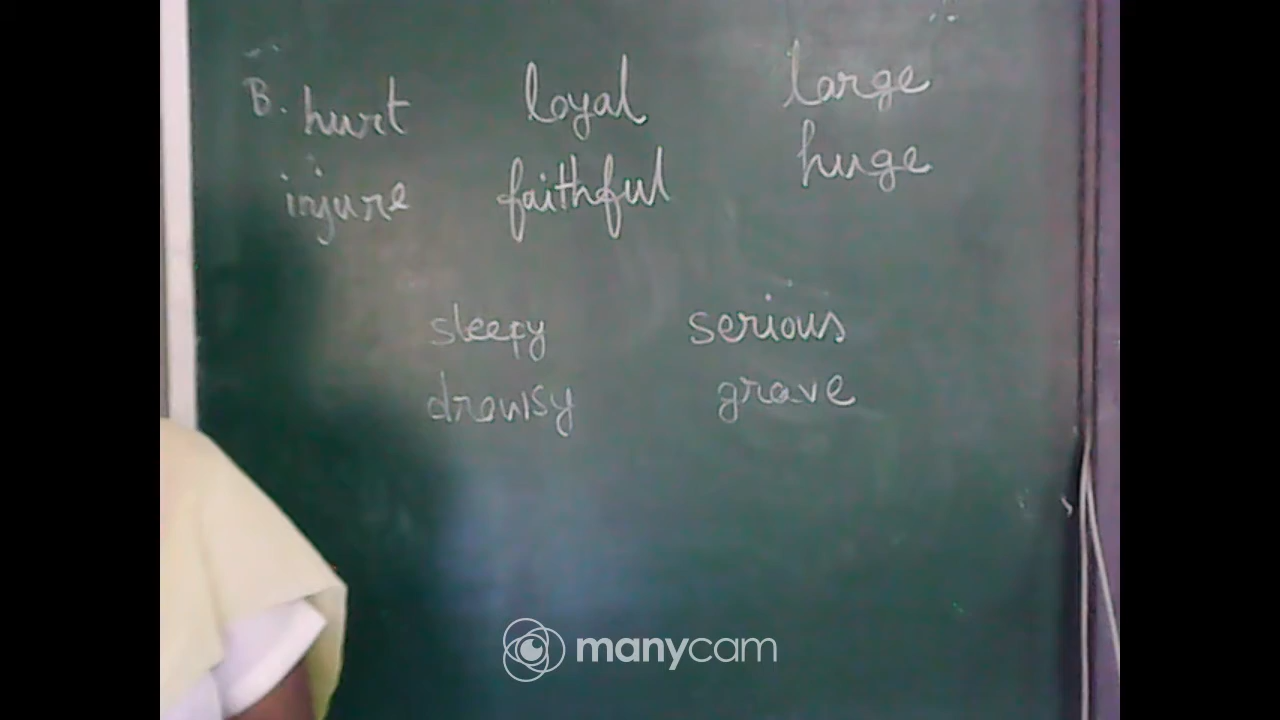 B. hurt loyal large
injure faithful huge
sleepy serious
drowsy grave
manycam